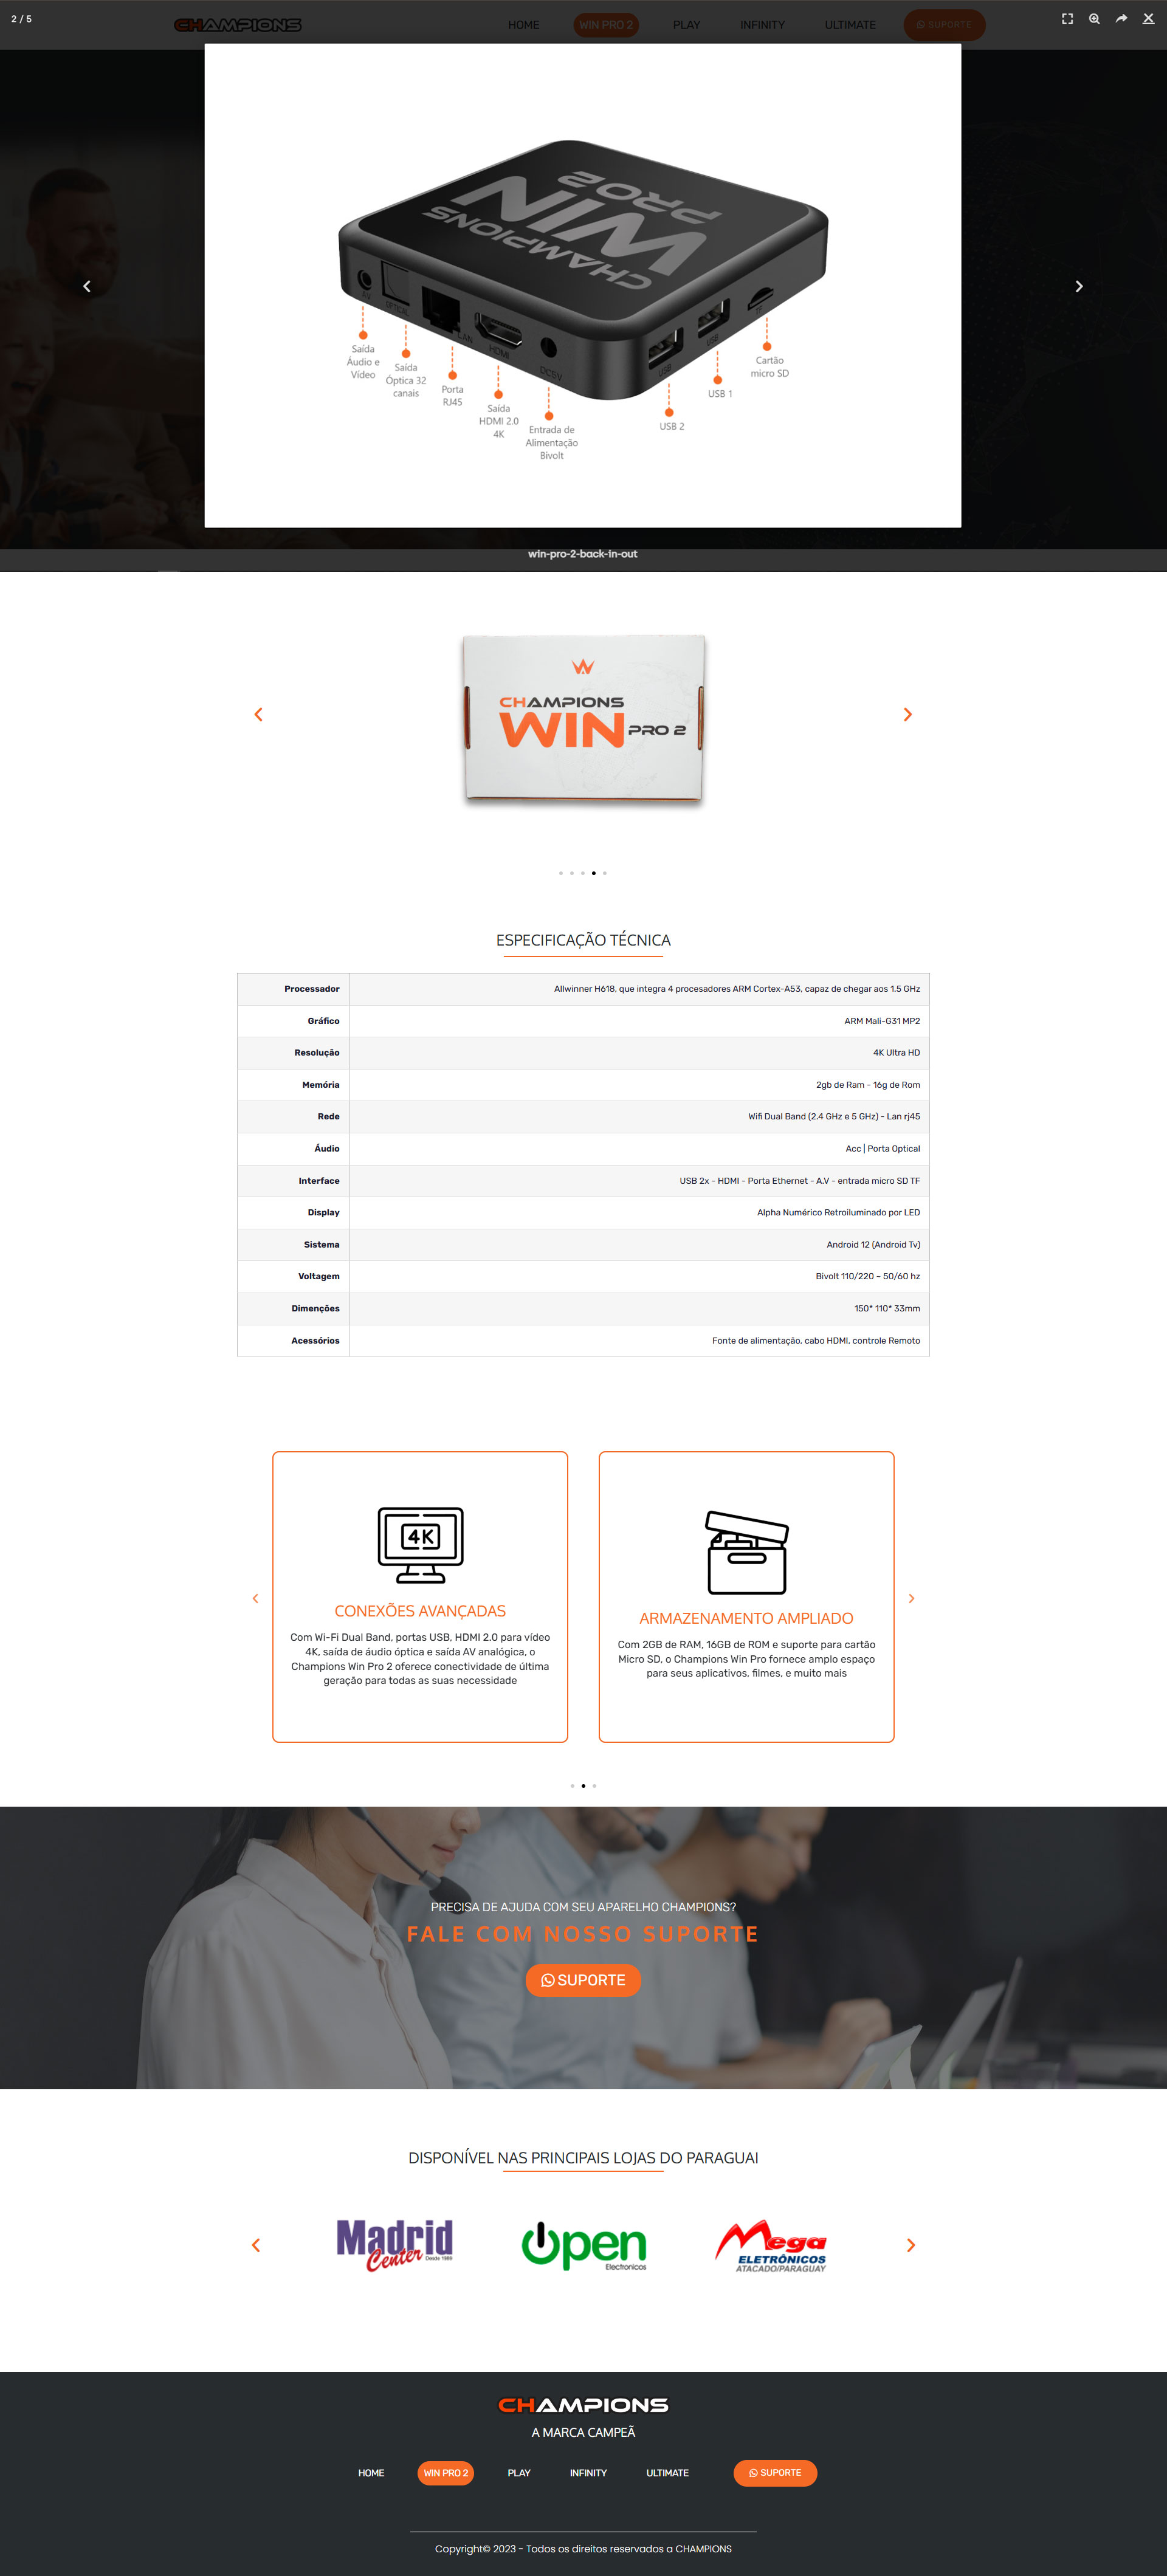 2 / 5
CHAMPIONS
HOME
WIN PRO 2
PLAY
INFINITY
ULTIMATE
SUPORTE
CHAMPIONS
WIN
PRO2
AV
OPTICAL
LAN
HDMI
DC5V
USB
USB
TF
Saída
Áudio e
Vídeo
Saída
Óptica 32
canais
Porta
RJ45
Saída
HDMI 2.0
4K
Entrada de
Alimentação
Bivolt
USB 2
USB 1
Cartão
micro SD
win-pro-2-back-in-out
CHAMPIONS
WIN PRO 2
ESPECIFICAÇÃO TÉCNICA
Processador Allwinner H618, que integra 4 processadores ARM Cortex-A53, capaz de chegar aos 1.5 GHz
Gráfico ARM Mali-G31 MP2
Resolução 4K Ultra HD
Memória 2gb de Ram - 16g de Rom
Rede Wifi Dual Band (2.4 GHz e 5 GHz) - Lan rj45
Áudio Acc | Porta Optical
Interface USB 2x - HDMI - Porta Ethernet - A.V - entrada micro SD TF
Display Alpha Numérico Retroiluminado por LED
Sistema Android 12 (Android Tv)
Voltagem Bivolt 110/220 ~ 50/60 hz
Dimenções 150* 110* 33mm
Acessórios Fonte de alimentação, cabo HDMI, controle Remoto
4K
CONEXÕES AVANÇADAS
Com Wi-Fi Dual Band, portas USB, HDMI 2.0 para vídeo
4K, saída de áudio óptica e saída AV analógica, o
Champions Win Pro 2 oferece conectividade de última
geração para todas as suas necessidade
ARMAZENAMENTO AMPLIADO
Com 2GB de RAM, 16GB de ROM e suporte para cartão
Micro SD, o Champions Win Pro fornece amplo espaço
para seus aplicativos, filmes, e muito mais
PRECISA DE AJUDA COM SEU APARELHO CHAMPIONS?
FALE COM NOSSO SUPORTE
SUPORTE
DISPONÍVEL NAS PRINCIPAIS LOJAS DO PARAGUAI
Madrid
Center Desde 1989
Open
Electronicos
Mega
ELETRÔNICOS
ATACADO/PARAGUAY
CHAMPIONS
A MARCA CAMPEÃ
HOME
WIN PRO 2
PLAY
INFINITY
ULTIMATE
SUPORTE
Copyright© 2023 - Todos os direitos reservados a CHAMPIONS